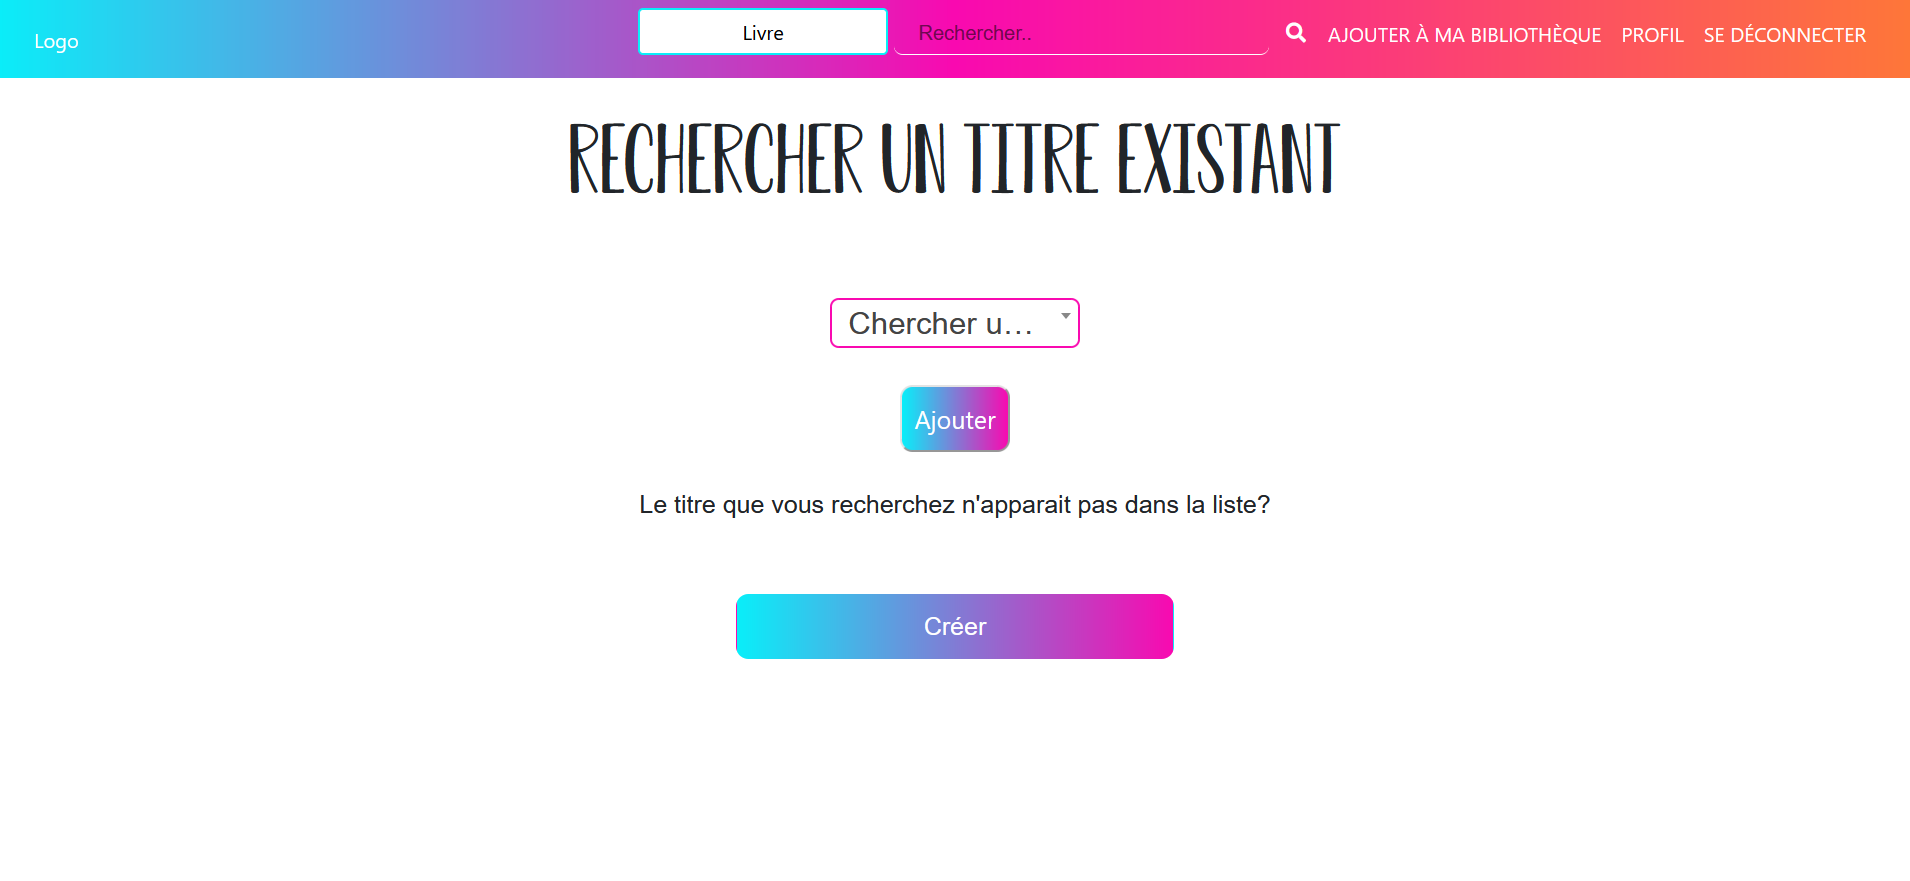 Logo
Livre
Rechercher..
AJOUTER À MA BIBLIOTHÈQUE
PROFIL
SE DÉCONNECTER
RECHERCHER UN TITRE EXISTANT
Chercher u...
Ajouter
Le titre que vous recherchez n'apparait pas dans la liste?
Créer